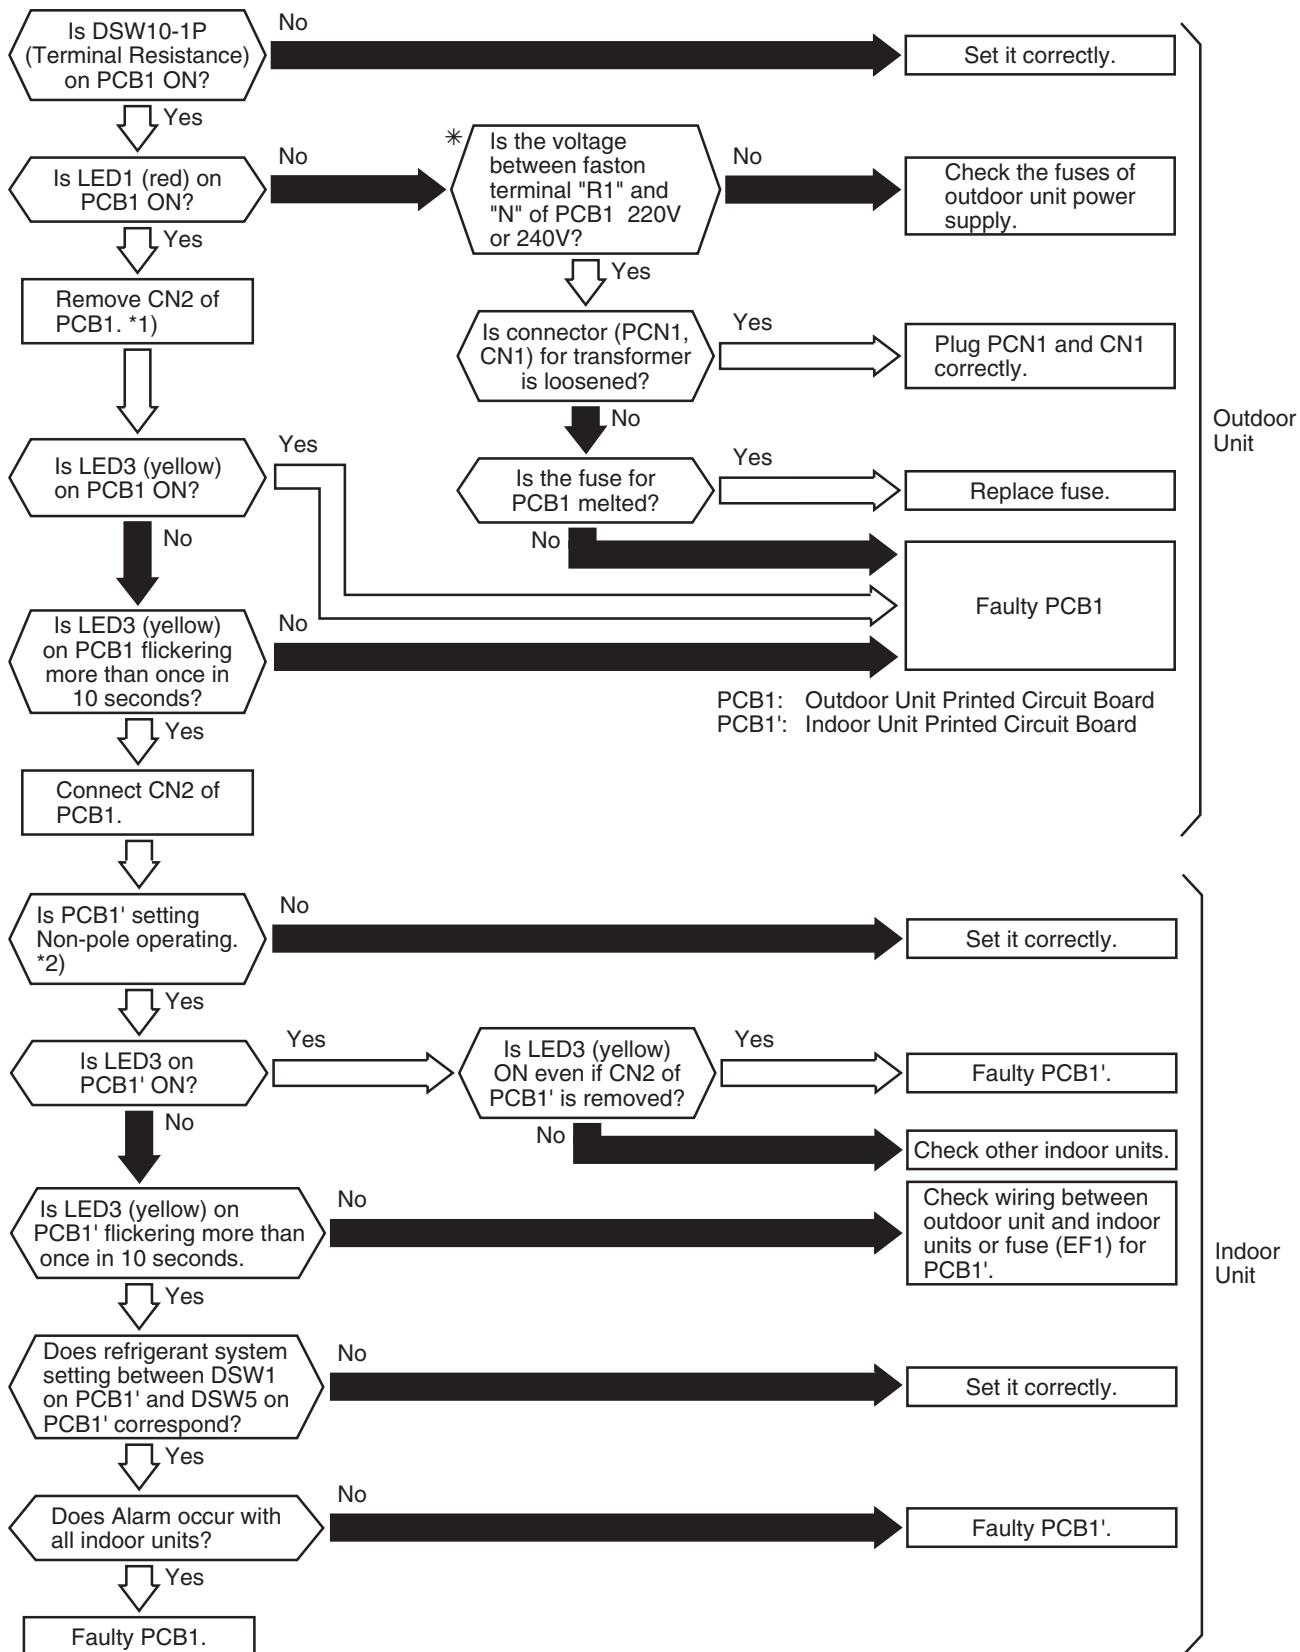 Is DSW10-1P
(Terminal Resistance)
on PCB1 ON?
No
Set it correctly.
Yes
Is LED1 (red) on
PCB1 ON?
No
✳
Is the voltage
between faston
terminal "R1" and
"N" of PCB1 220V
or 240V?
No
Check the fuses of
outdoor unit power
supply.
Yes
Yes
Remove CN2 of
PCB1. *1)
Is connector (PCN1,
CN1) for transformer
is loosened?
Yes
Plug PCN1 and CN1
correctly.
No
Is LED3 (yellow)
on PCB1 ON?
Yes
Is the fuse for
PCB1 melted?
Yes
Replace fuse.
Outdoor
Unit
No
No
Faulty PCB1
Is LED3 (yellow)
on PCB1 flickering
more than once in
10 seconds?
No
PCB1: Outdoor Unit Printed Circuit Board
PCB1': Indoor Unit Printed Circuit Board
Yes
Connect CN2 of
PCB1.
Is PCB1' setting
Non-pole operating.
*2)
No
Set it correctly.
Yes
Is LED3 on
PCB1' ON?
Yes
Is LED3 (yellow)
ON even if CN2 of
PCB1' is removed?
Yes
Faulty PCB1'.
No
No
Check other indoor units.
Is LED3 (yellow) on
PCB1' flickering more than
once in 10 seconds.
No
Check wiring between
outdoor unit and indoor
units or fuse (EF1) for
PCB1'.
Indoor
Unit
Yes
Does refrigerant system
setting between DSW1
on PCB1' and DSW5 on
PCB1' correspond?
No
Set it correctly.
Yes
Does Alarm occur with
all indoor units?
No
Faulty PCB1'.
Yes
Faulty PCB1.